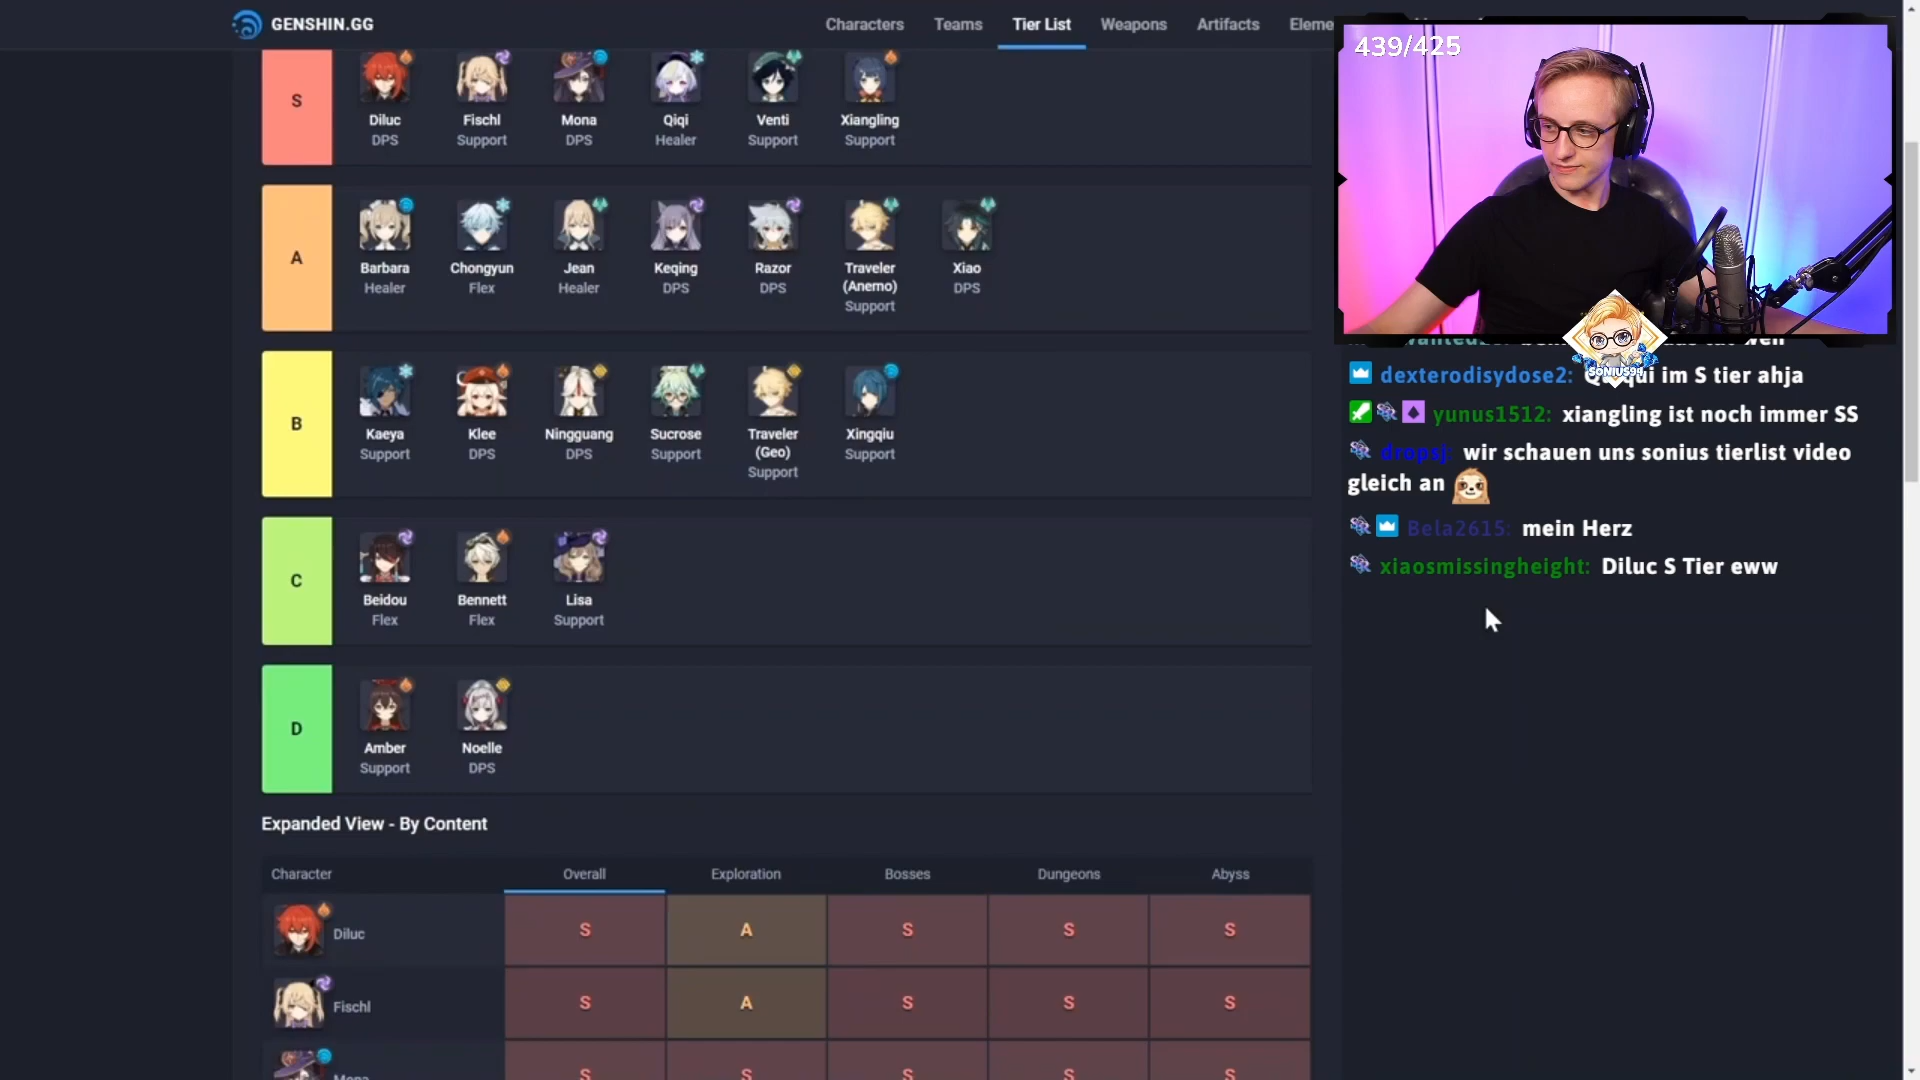 GENSHIN.GG
Characters Teams Tier List Weapons Artifacts Eleme
439/425
S
Diluc Fischl Mona Qiqi Venti Xiangling
DPS Support DPS Healer Support Support
A
Barbara Chongyun Jean Keqing Razor Traveler (Anemo) Xiao
Healer Flex Healer DPS DPS Support DPS
B
Kaeya Klee Ningguang Sucrose Traveler (Geo) Xingqiu
Support DPS DPS Support Support Support
C
Beidou Bennett Lisa
Flex Flex Support
D
Amber Noelle
Support DPS
Expanded View - By Content
Character Overall Exploration Bosses Dungeons Abyss
Diluc S A S S S
Fischl S A S S S
Mona S S S S S
SoNiUS94
dexterodisydose2: im S tier ahja
yunus1512: xiangling ist noch immer SS
dropsj: wir schauen uns sonius tierlist video
gleich an
Bela2615: mein Herz
xiaosmissingheight: Diluc S Tier eww